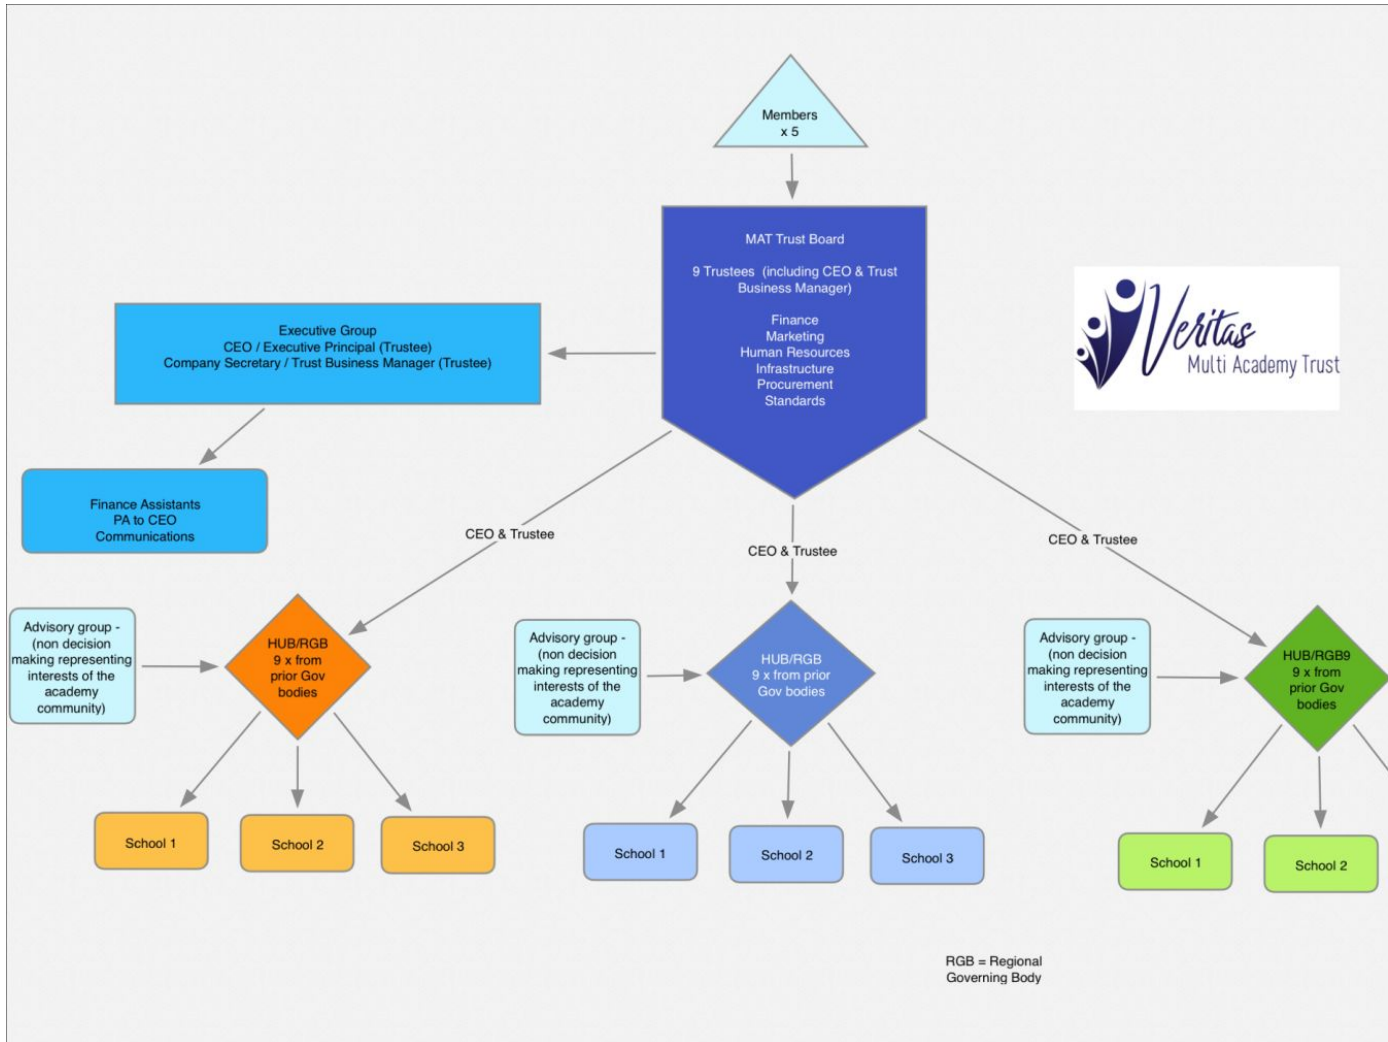 Members
x 5
MAT Trust Board
9 Trustees (including CEO & Trust
Business Manager)
Finance
Marketing
Human Resources
Infrastructure
Procurement
Standards
Veritas
Multi Academy Trust
Executive Group
CEO / Executive Principal (Trustee)
Company Secretary / Trust Business Manager (Trustee)
Finance Assistants
PA to CEO
Communications
CEO & Trustee
CEO & Trustee
CEO & Trustee
Advisory group -
(non decision
making representing
interests of the
academy
community)
HUB/RGB
9 x from
prior Gov
bodies
Advisory group -
(non decision
making representing
interests of the
academy
community)
HUB/RGB
9 x from prior
Gov bodies
Advisory group -
(non decision
making representing
interests of the
academy
community)
HUB/RGB9
9 x from
prior Gov
bodies
School 1
School 2
School 3
School 1
School 2
School 3
School 1
School 2
RGB = Regional
Governing Body